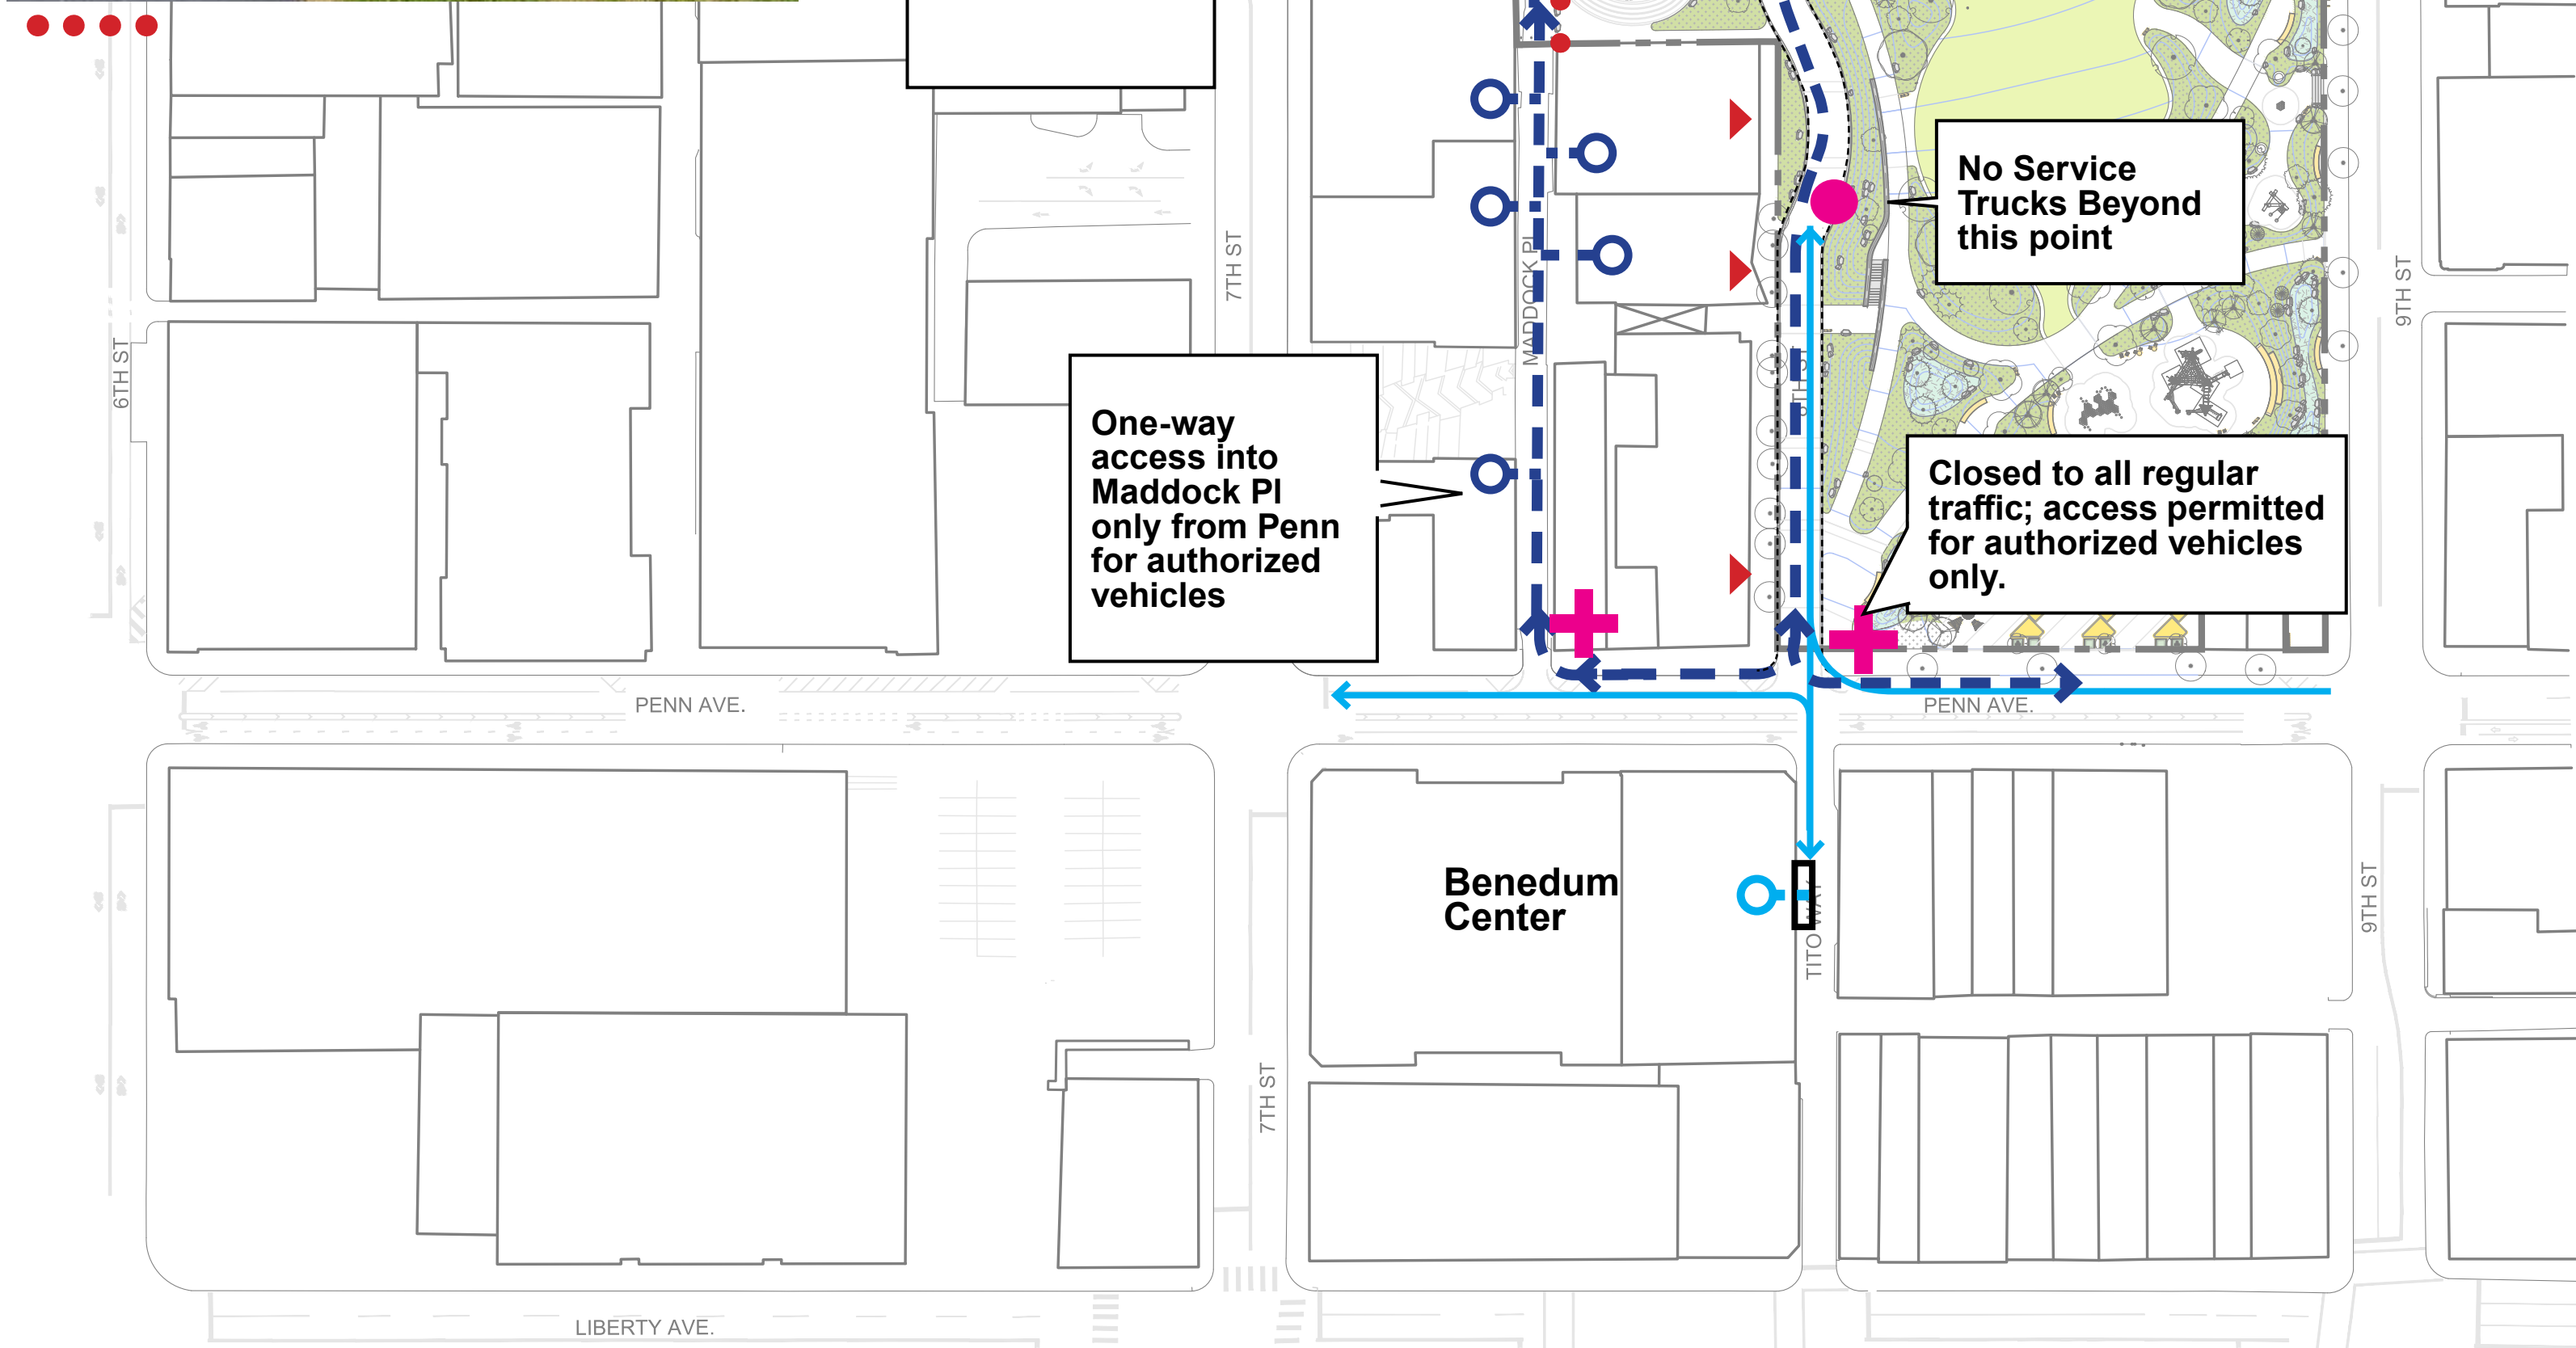 No Service
Trucks Beyond
this point
7TH ST
MADDOCK PL
9TH ST
6TH ST
8TH ST
One-way
access into
Maddock Pl
only from Penn
for authorized
vehicles
Closed to all regular
traffic; access permitted
for authorized vehicles
only.
PENN AVE.
PENN AVE.
Benedum
Center
TITO WAY
9TH ST
7TH ST
LIBERTY AVE.